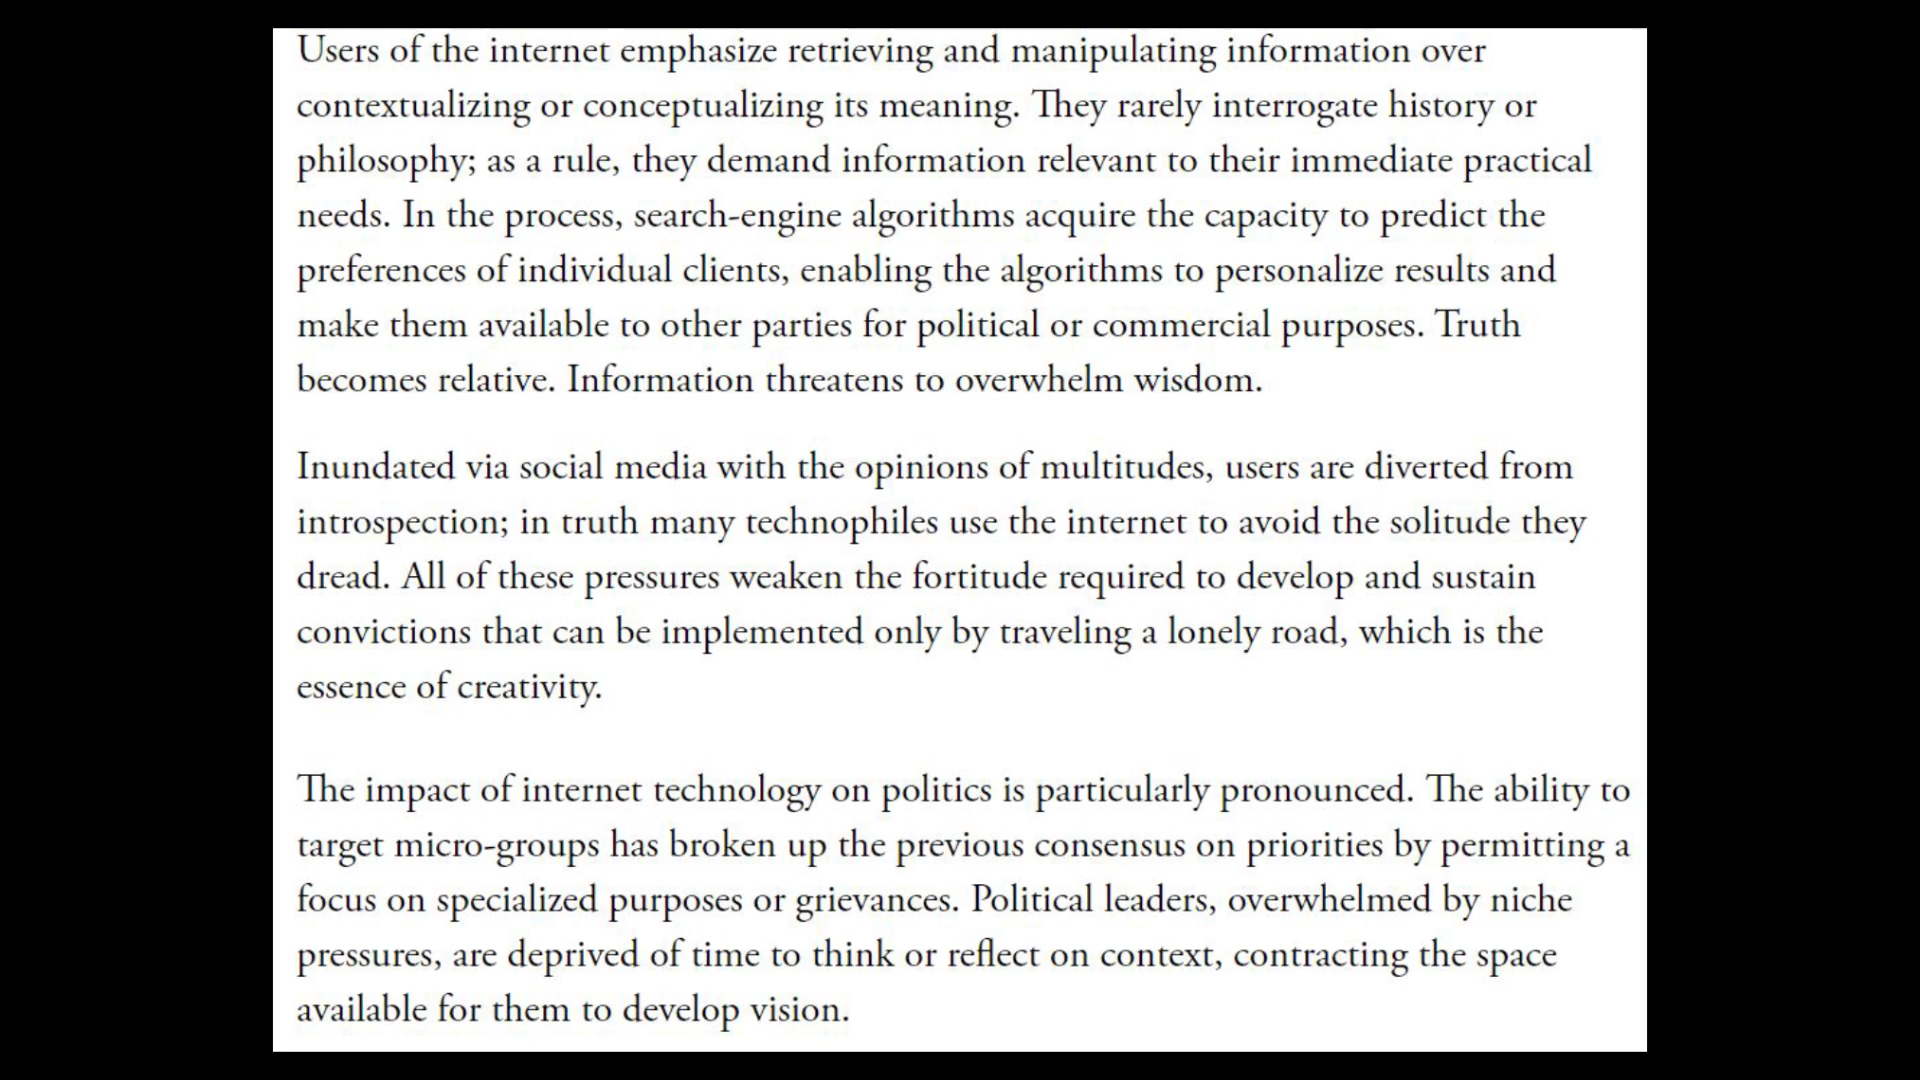 Users of the internet emphasize retrieving and manipulating information over
contextualizing or conceptualizing its meaning. They rarely interrogate history or
philosophy; as a rule, they demand information relevant to their immediate practical
needs. In the process, search-engine algorithms acquire the capacity to predict the
preferences of individual clients, enabling the algorithms to personalize results and
make them available to other parties for political or commercial purposes. Truth
becomes relative. Information threatens to overwhelm wisdom.
Inundated via social media with the opinions of multitudes, users are diverted from
introspection; in truth many technophiles use the internet to avoid the solitude they
dread. All of these pressures weaken the fortitude required to develop and sustain
convictions that can be implemented only by traveling a lonely road, which is the
essence of creativity.
The impact of internet technology on politics is particularly pronounced. The ability to
target micro-groups has broken up the previous consensus on priorities by permitting a
focus on specialized purposes or grievances. Political leaders, overwhelmed by niche
pressures, are deprived of time to think or reflect on context, contracting the space
available for them to develop vision.